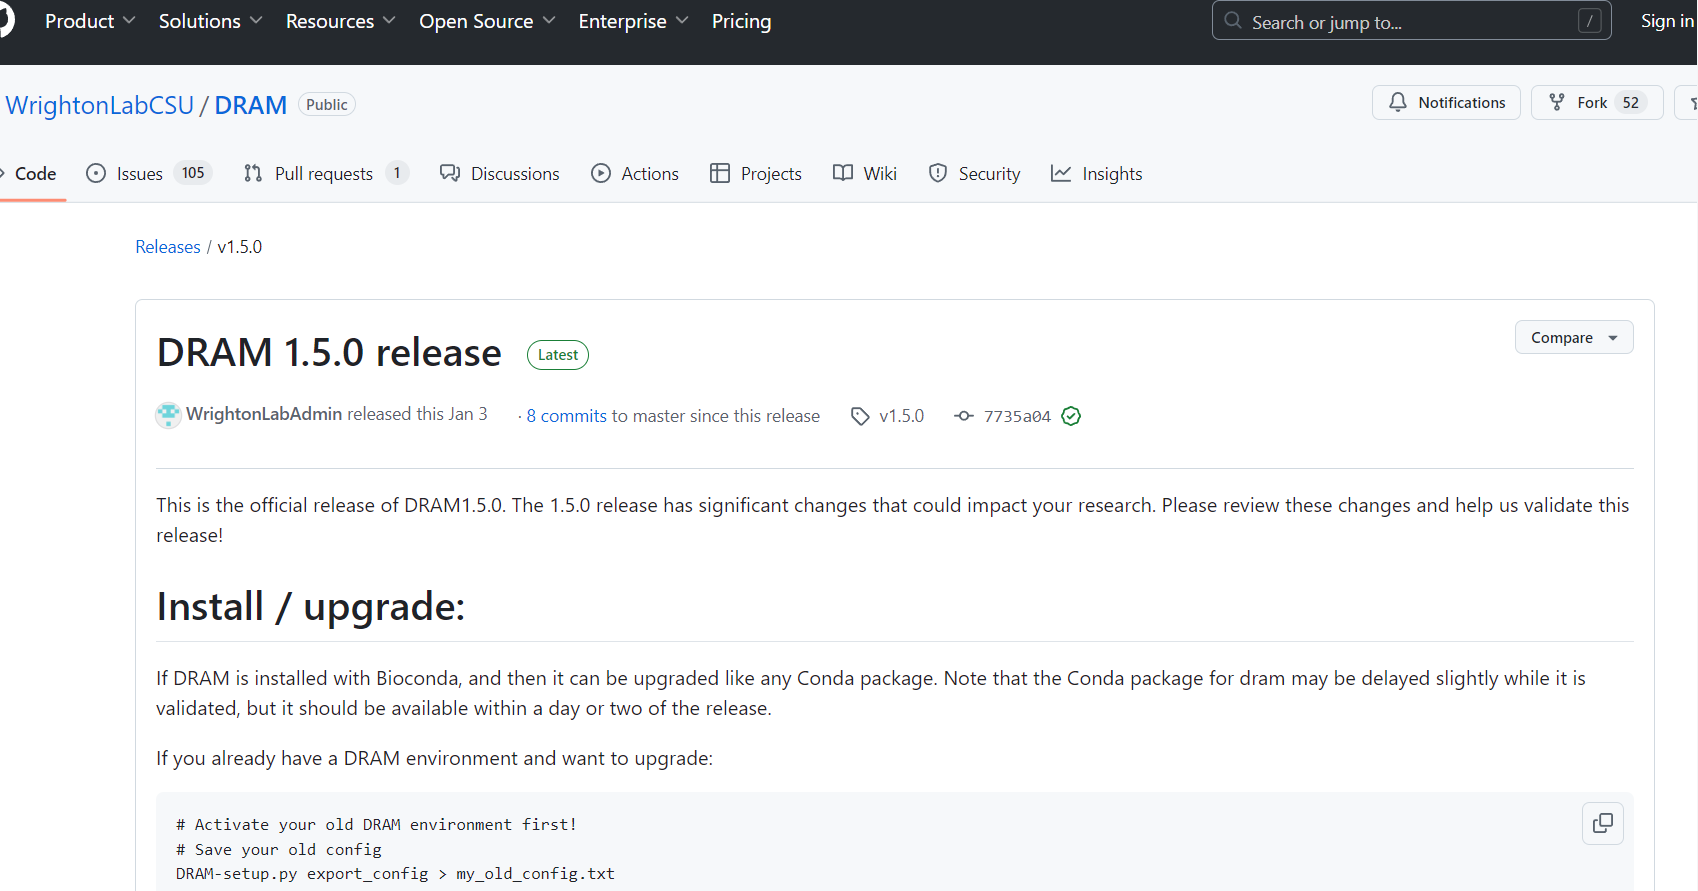 Product Solutions Resources Open Source Enterprise Pricing Search or jump to... / Sign in
WrightonLabCSU / DRAM Public Notifications Fork 52
Code Issues 105 Pull requests 1 Discussions Actions Projects Wiki Security Insights
Releases / v1.5.0
DRAM 1.5.0 release Latest Compare
WrightonLabAdmin released this Jan 3 · 8 commits to master since this release v1.5.0 7735a04
This is the official release of DRAM1.5.0. The 1.5.0 release has significant changes that could impact your research. Please review these changes and help us validate this
release!
Install / upgrade:
If DRAM is installed with Bioconda, and then it can be upgraded like any Conda package. Note that the Conda package for dram may be delayed slightly while it is
validated, but it should be available within a day or two of the release.
If you already have a DRAM environment and want to upgrade:
# Activate your old DRAM environment first!
# Save your old config
DRAM-setup.py export_config > my_old_config.txt